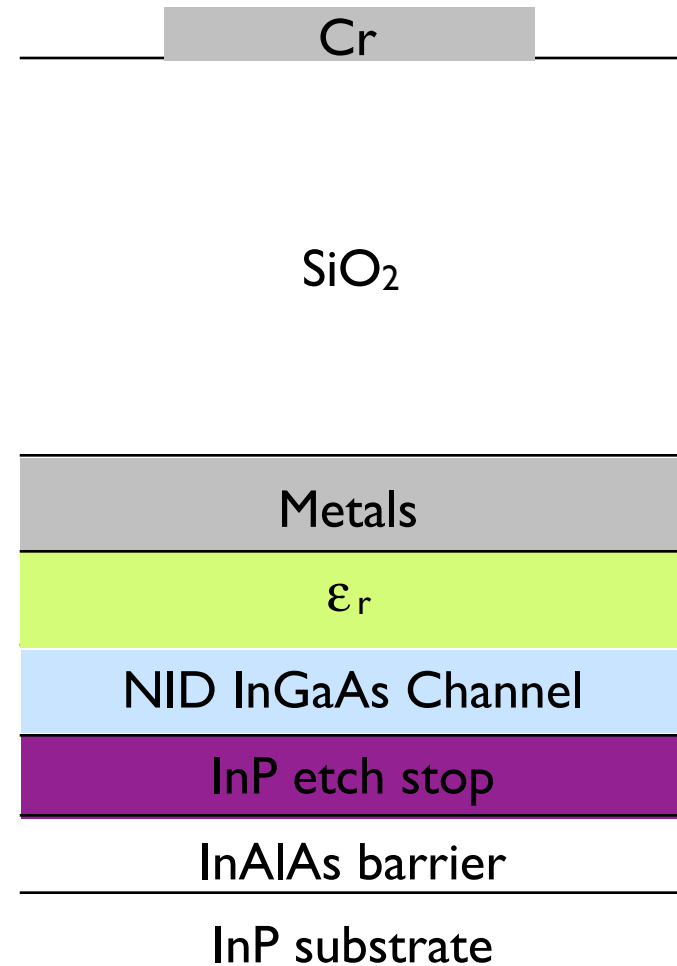 Cr
SiO₂
Metals
εr
NID InGaAs Channel
InP etch stop
InAlAs barrier
InP substrate